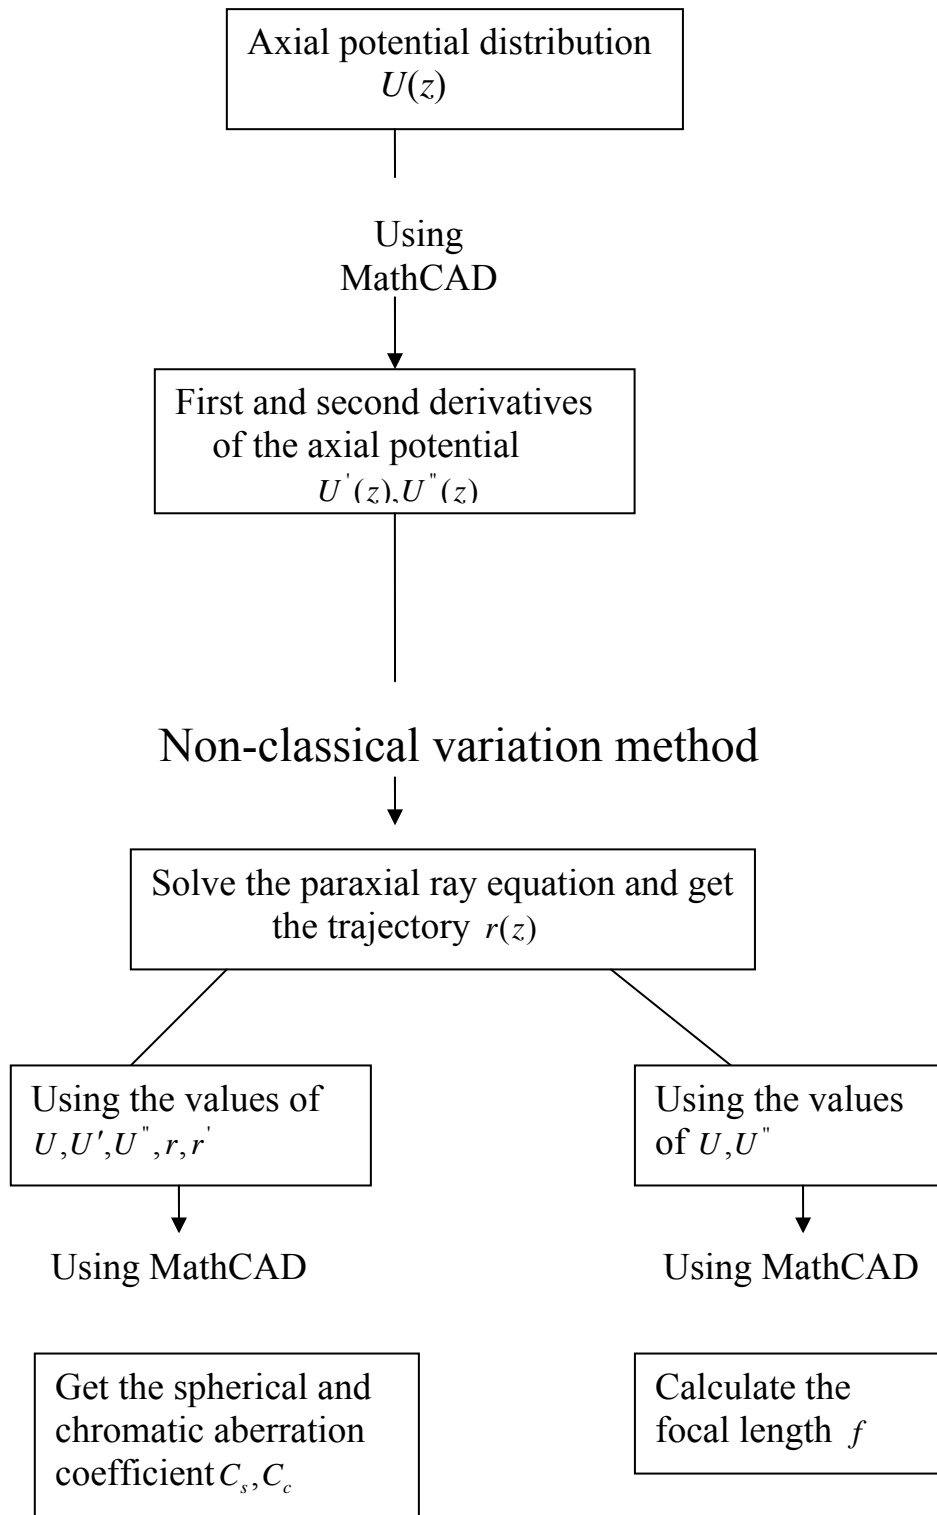 Axial potential distribution
U(z)
Using
MathCAD
First and second derivatives
of the axial potential
U'(z),U"(z)
Non-classical variation method
Solve the paraxial ray equation and get
the trajectory r(z)
Using the values of
U,U′,U",r,r'
Using the values
of U,U"
Using MathCAD
Using MathCAD
Get the spherical and
chromatic aberration
coefficient C_s,C_c
Calculate the
focal length f